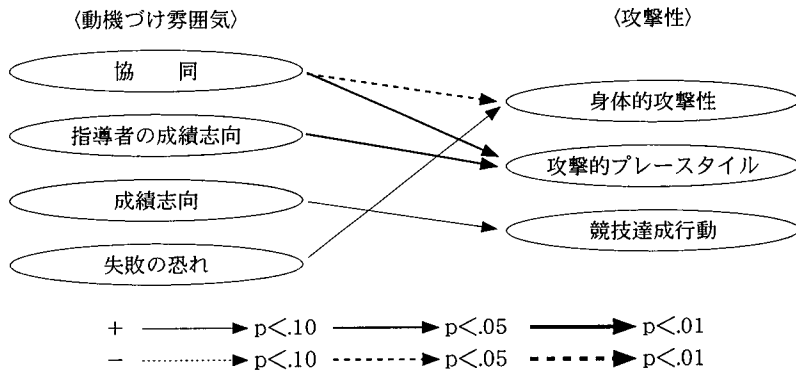 〈動機づけ雰囲気〉 〈攻撃性〉
協 同
身体的攻撃性
指導者の成績志向
攻撃的プレースタイル
成績志向
競技達成行動
失敗の恐れ
+ p<.10 p<.05 p<.01
− p<.10 p<.05 p<.01